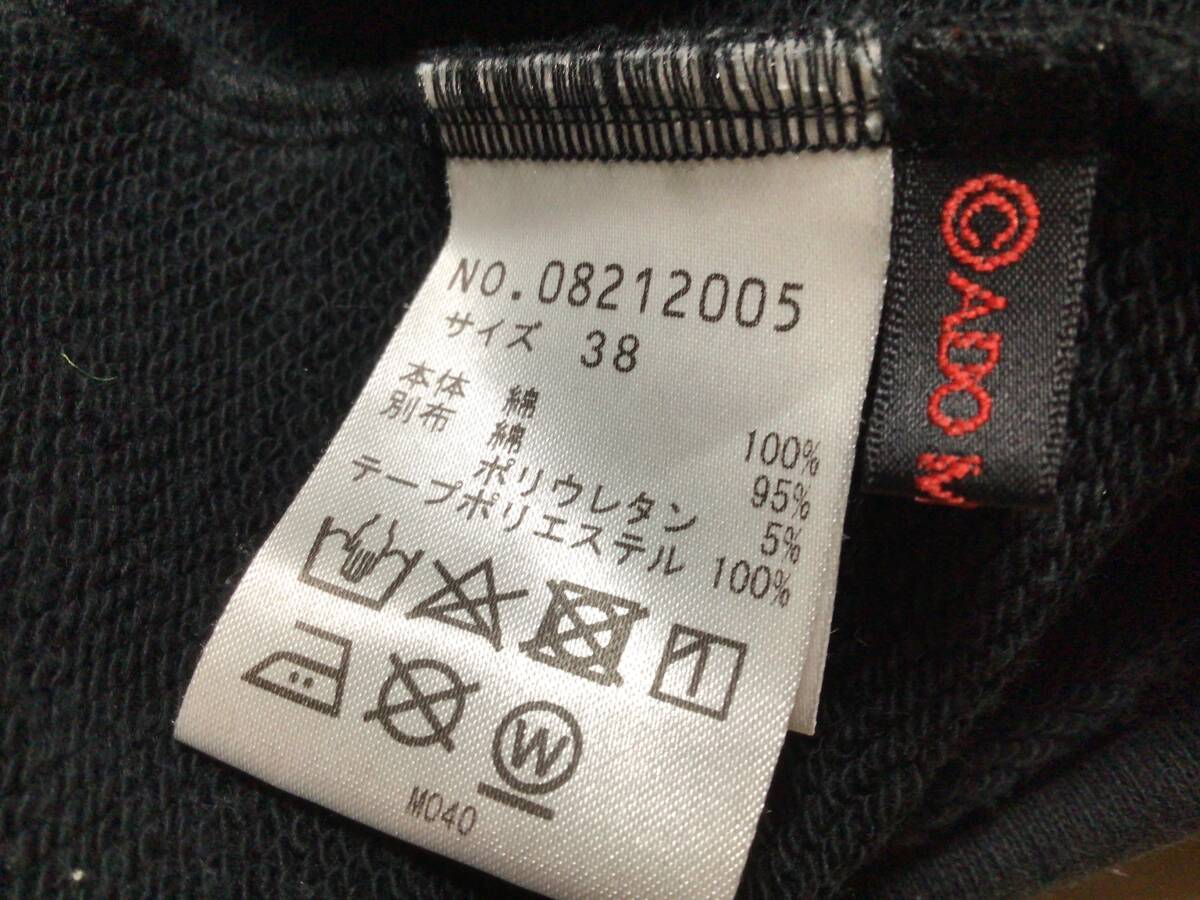 NO.08212005
サイズ 38
本体 綿 100%
別布 綿 95%
ポリウレタン 5%
テープポリエステル 100%
W
M040
© ADO M